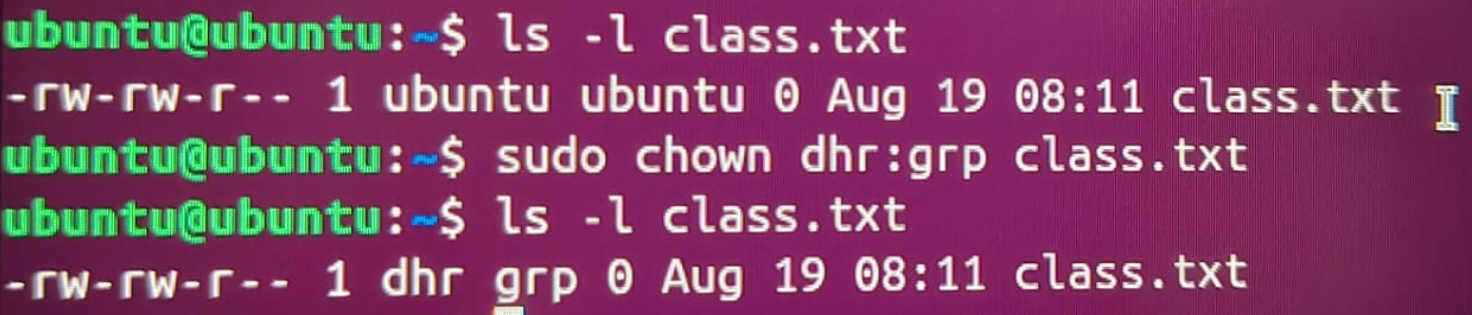 ubuntu@ubuntu:~$ ls -l class.txt
-rw-rw-r-- 1 ubuntu ubuntu 0 Aug 19 08:11 class.txt
ubuntu@ubuntu:~$ sudo chown dhr:grp class.txt
ubuntu@ubuntu:~$ ls -l class.txt
-rw-rw-r-- 1 dhr grp 0 Aug 19 08:11 class.txt